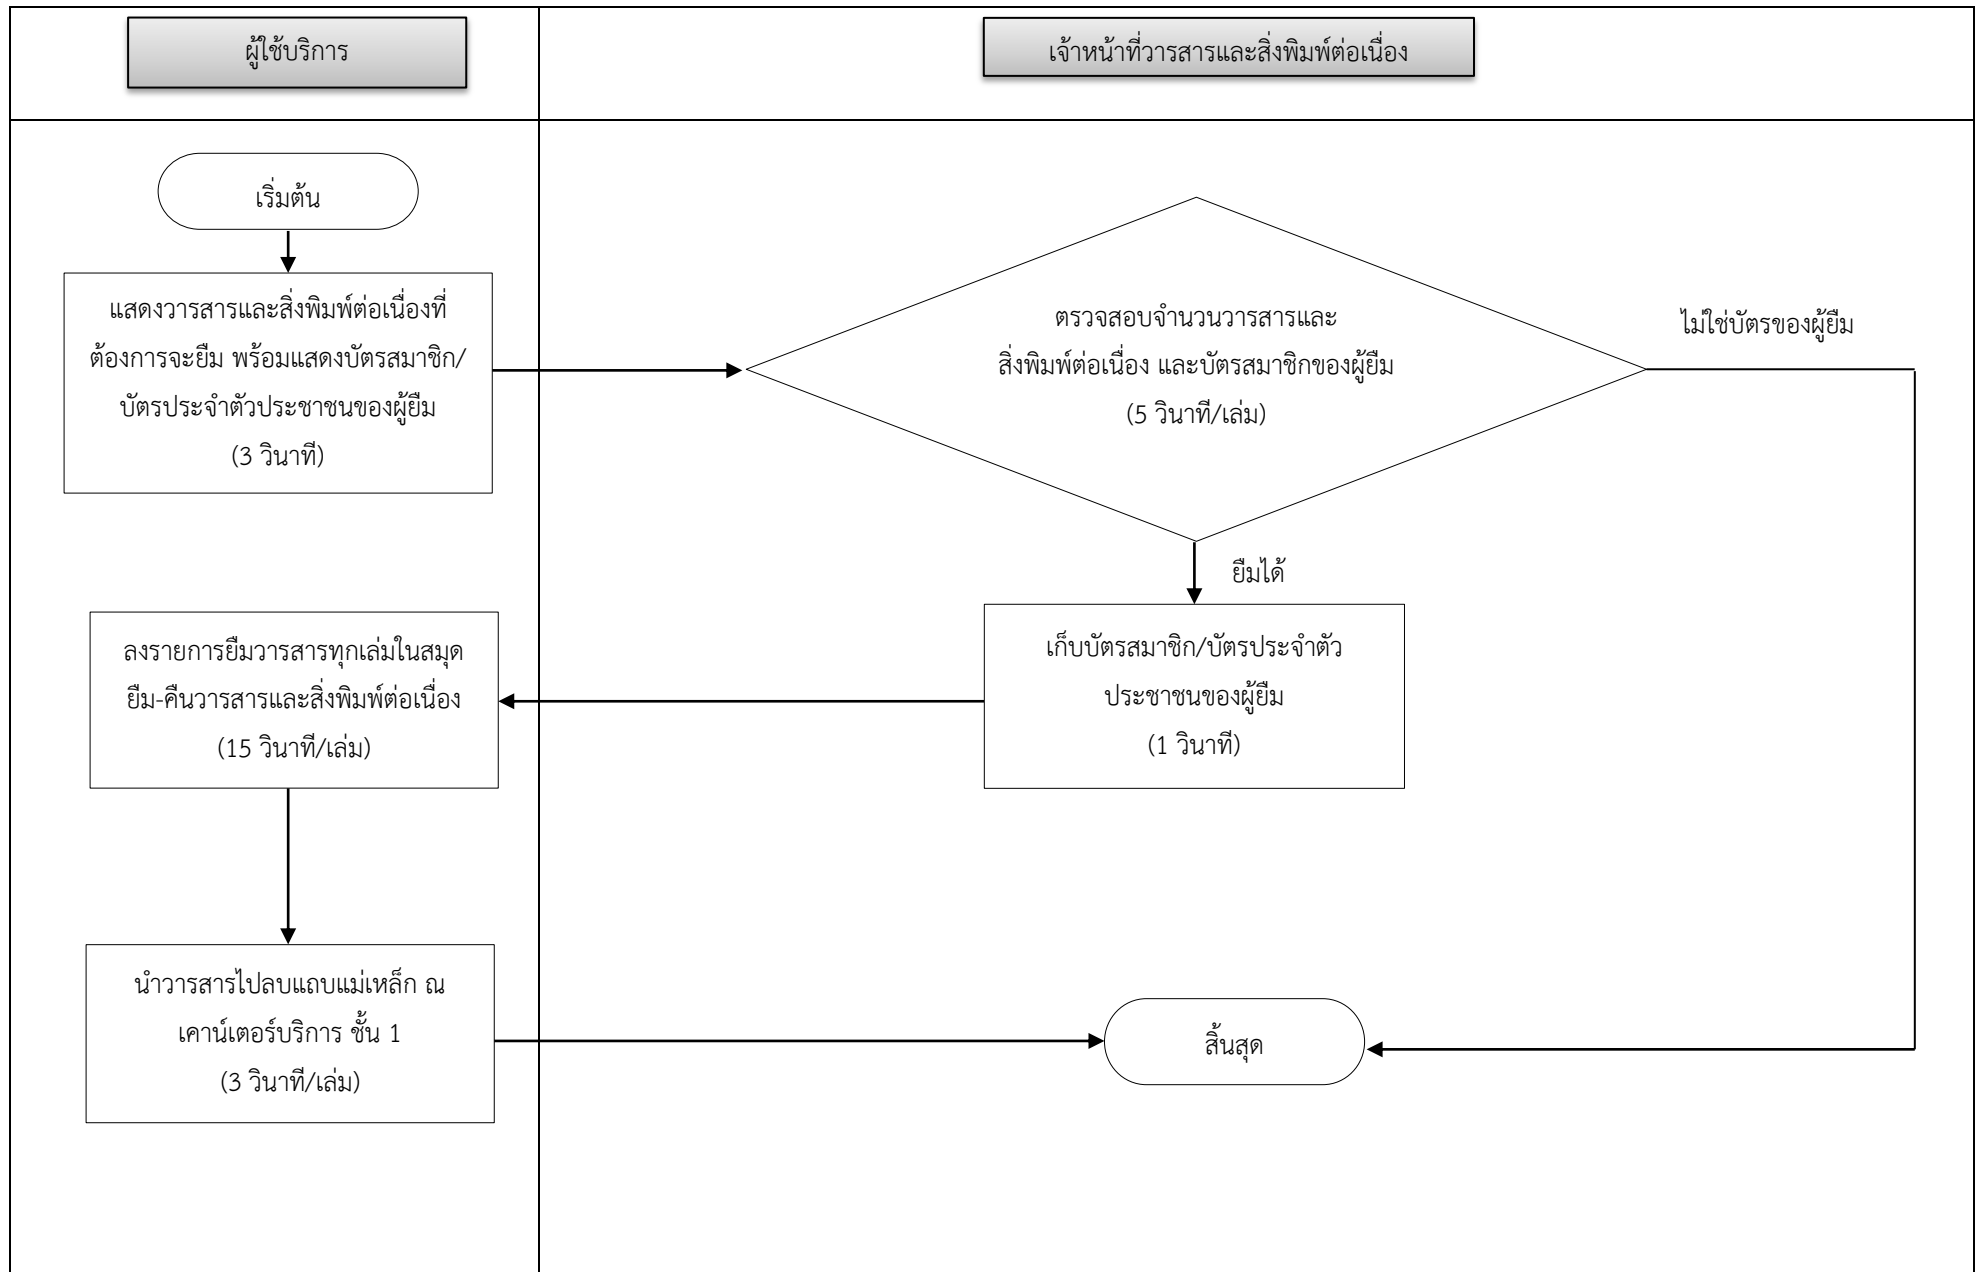 ผู้ใช้บริการ
เจ้าหน้าที่วารสารและสิ่งพิมพ์ต่อเนื่อง
เริ่มต้น
แสดงวารสารและสิ่งพิมพ์ต่อเนื่องที่
ต้องการจะยืม พร้อมแสดงบัตรสมาชิก/
บัตรประจำตัวประชาชนของผู้ยืม
(3 วินาที)
ตรวจสอบจำนวนวารสารและ
สิ่งพิมพ์ต่อเนื่อง และบัตรสมาชิกของผู้ยืม
(5 วินาที/เล่ม)
ไม่ใช่บัตรของผู้ยืม
ยืมได้
เก็บบัตรสมาชิก/บัตรประจำตัว
ประชาชนของผู้ยืม
(1 วินาที)
ลงรายการยืมวารสารทุกเล่มในสมุด
ยืม-คืนวารสารและสิ่งพิมพ์ต่อเนื่อง
(15 วินาที/เล่ม)
นำวารสารไปลบแถบแม่เหล็ก ณ
เคาน์เตอร์บริการ ชั้น 1
(3 วินาที/เล่ม)
สิ้นสุด